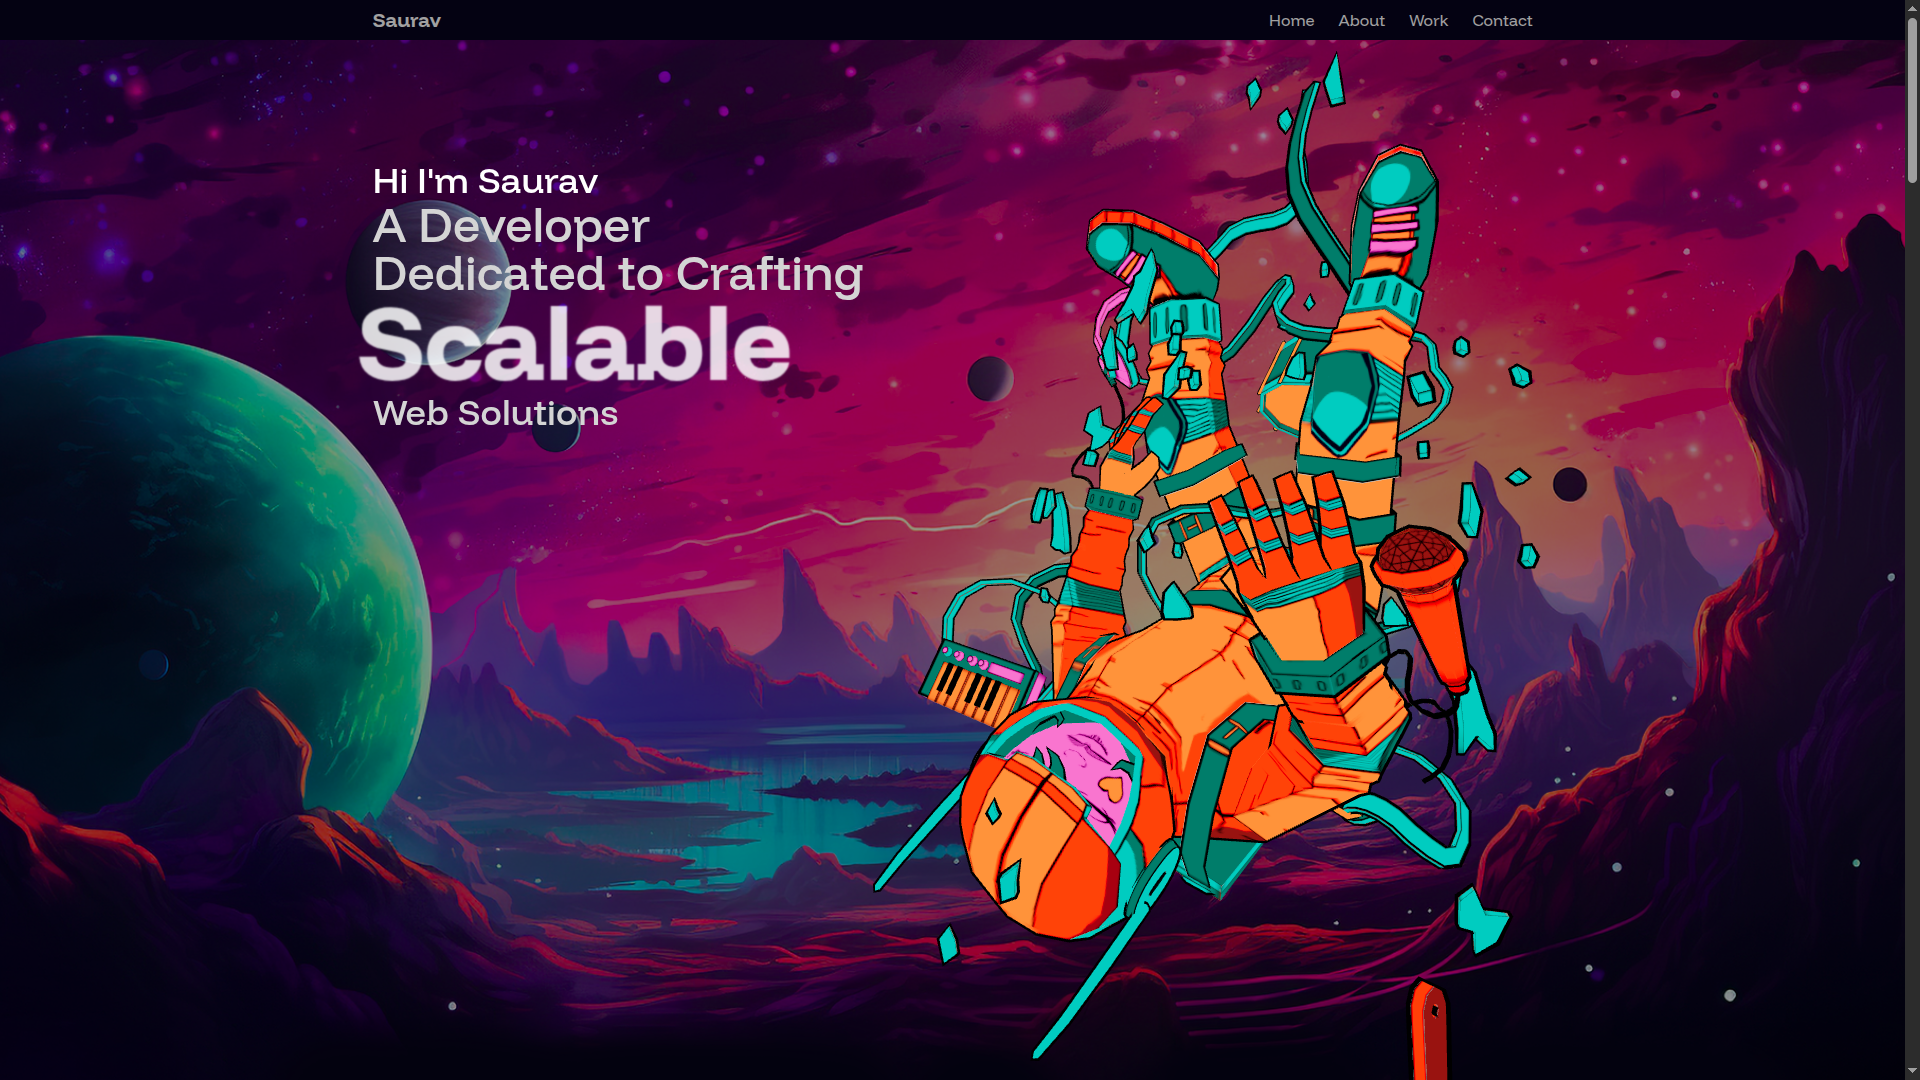 Saurav
Home About Work Contact
Hi I'm Saurav
A Developer
Dedicated to Crafting
Scalable
Web Solutions